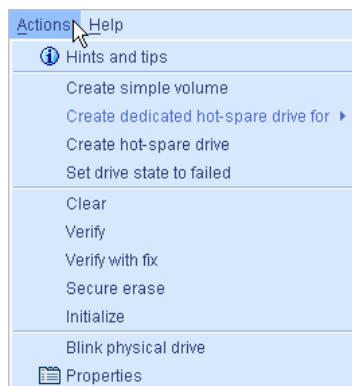 Actions Help
Hints and tips
Create simple volume
Create dedicated hot-spare drive for
Create hot-spare drive
Set drive state to failed
Clear
Verify
Verify with fix
Secure erase
Initialize
Blink physical drive
Properties